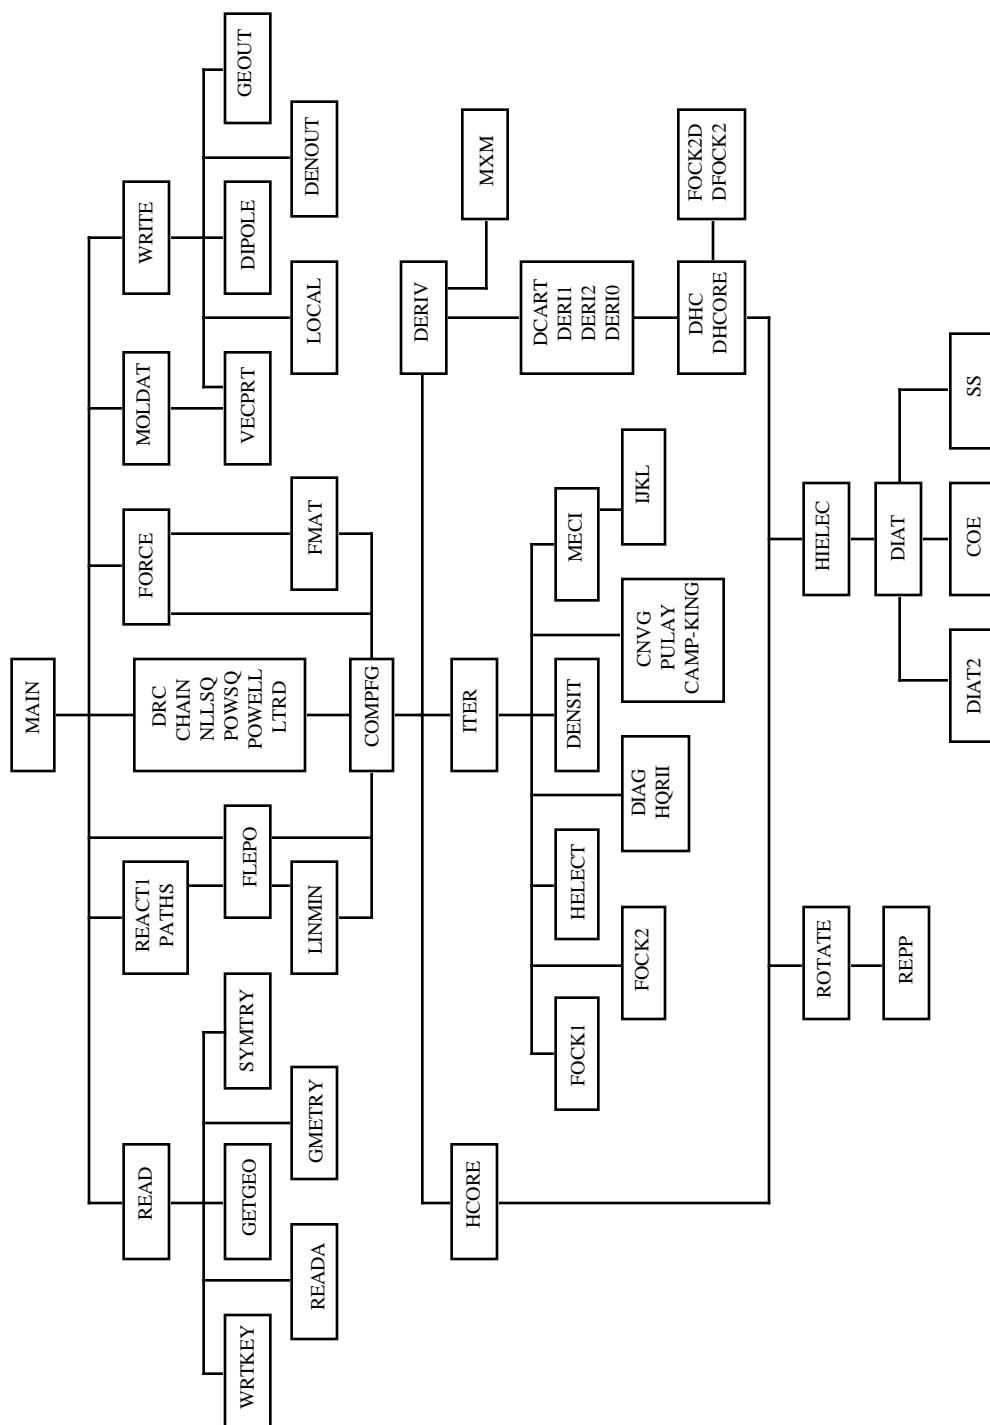 MAIN
READ
REACT1
PATHS
DRC
CHAIN
NLLSQ
POWSQ
POWELL
LTRD
FORCE
MOLDAT
WRITE
WRTKEY
READA
GETGEO
GMETRY
SYMTRY
FLEPO
LINMIN
FMAT
VECPRT
LOCAL
DIPOLE
DENOUT
GEOUT
COMPFG
HCORE
ITER
DERIV
MXM
FOCK1
FOCK2
HELECT
DIAG
HQRII
DENSIT
CNVG
PULAY
CAMP-KING
MECI
IJKL
DCART
DERI1
DERI2
DERI0
DHC
DHCORE
FOCK2D
DFOCK2
ROTATE
REPP
HIELEC
DIAT
DIAT2
COE
SS